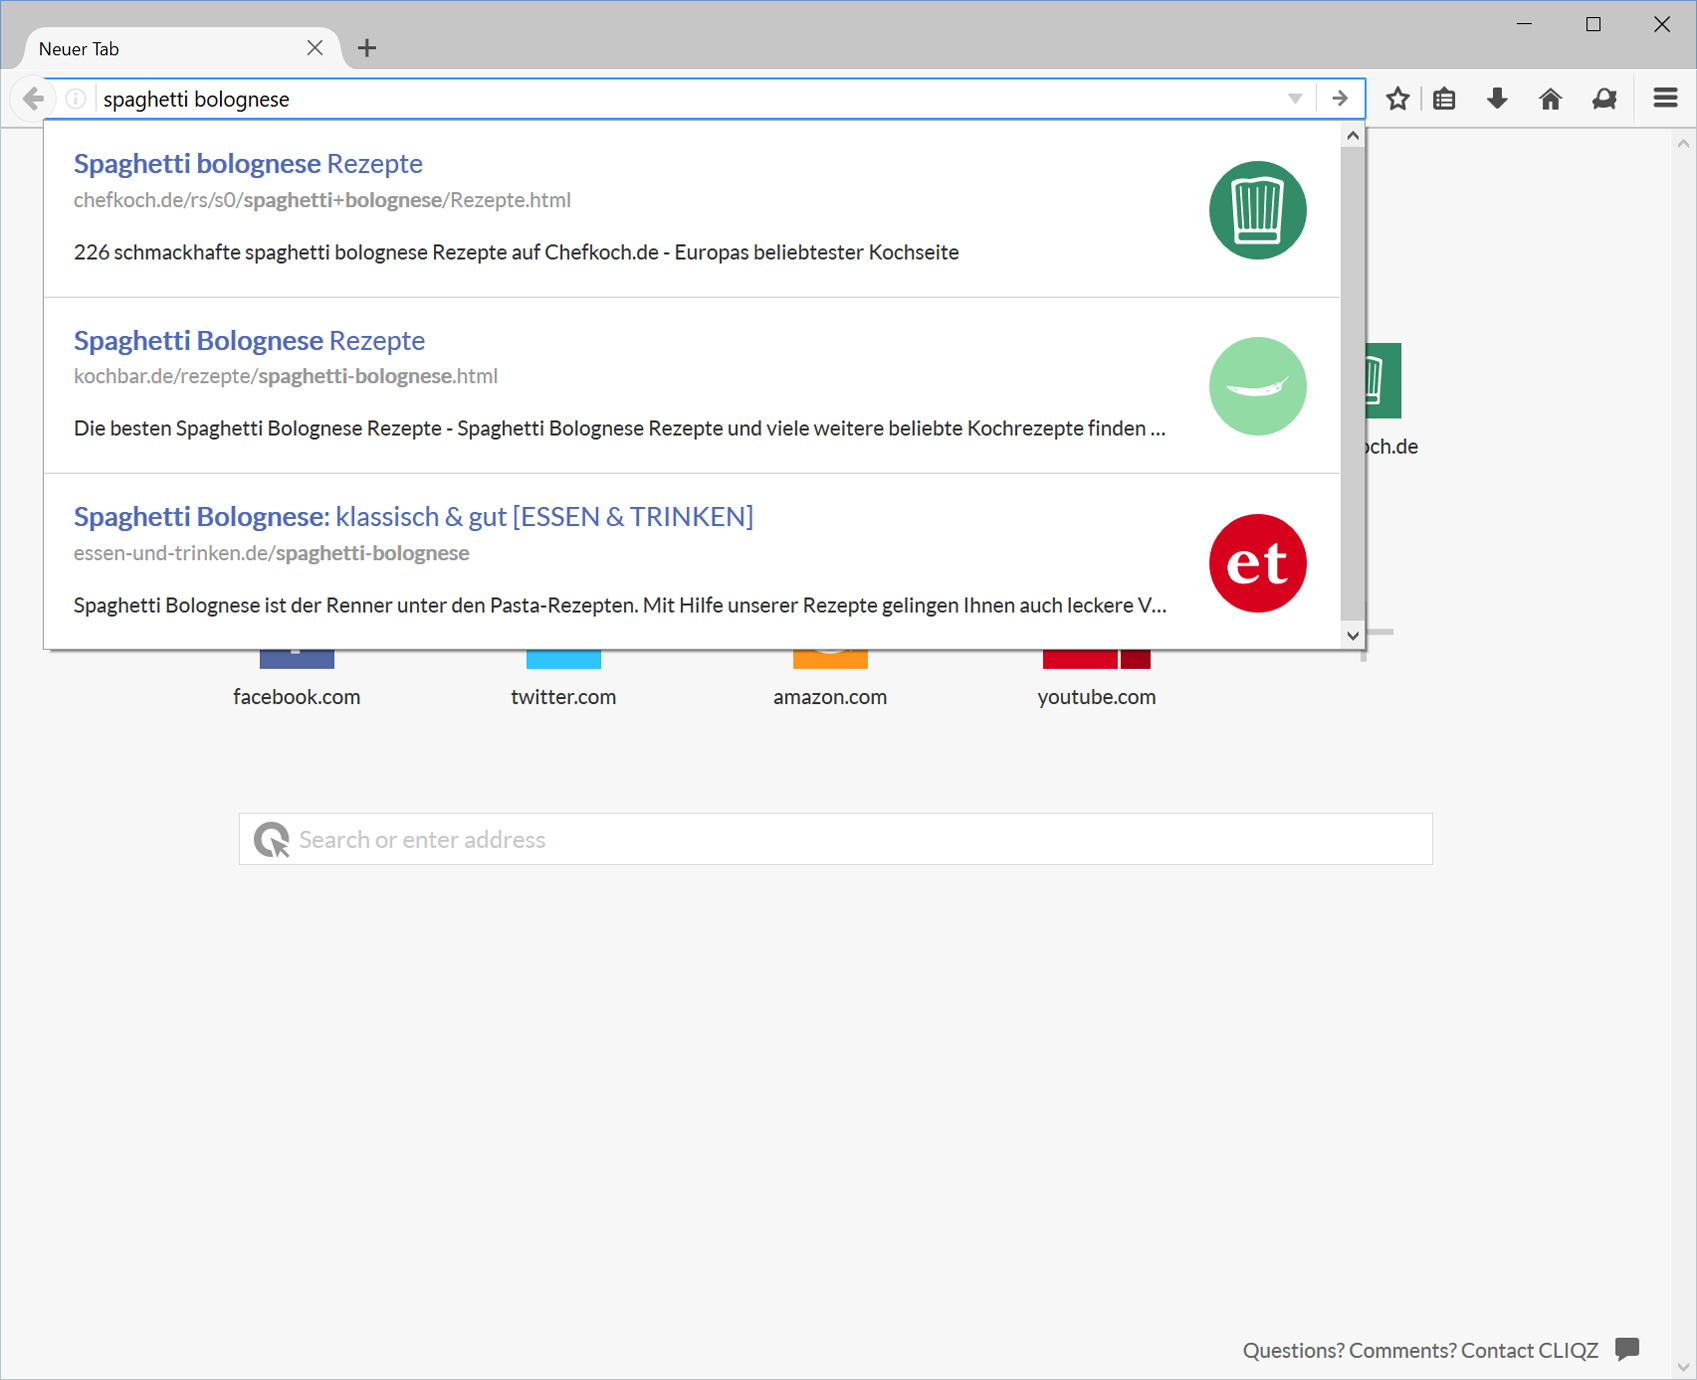 Neuer Tab
spaghetti bolognese
Spaghetti bolognese Rezepte
chefkoch.de/rs/s0/spaghetti+bolognese/Rezepte.html
226 schmackhafte spaghetti bolognese Rezepte auf Chefkoch.de - Europas beliebtester Kochseite
Spaghetti Bolognese Rezepte
kochbar.de/rezepte/spaghetti-bolognese.html
Die besten Spaghetti Bolognese Rezepte - Spaghetti Bolognese Rezepte und viele weitere beliebte Kochrezepte finden ...
och.de
Spaghetti Bolognese: klassisch & gut [ESSEN & TRINKEN]
essen-und-trinken.de/spaghetti-bolognese
et
Spaghetti Bolognese ist der Renner unter den Pasta-Rezepten. Mit Hilfe unserer Rezepte gelingen Ihnen auch leckere V...
facebook.com
twitter.com
amazon.com
youtube.com
Search or enter address
Questions? Comments? Contact CLIQZ